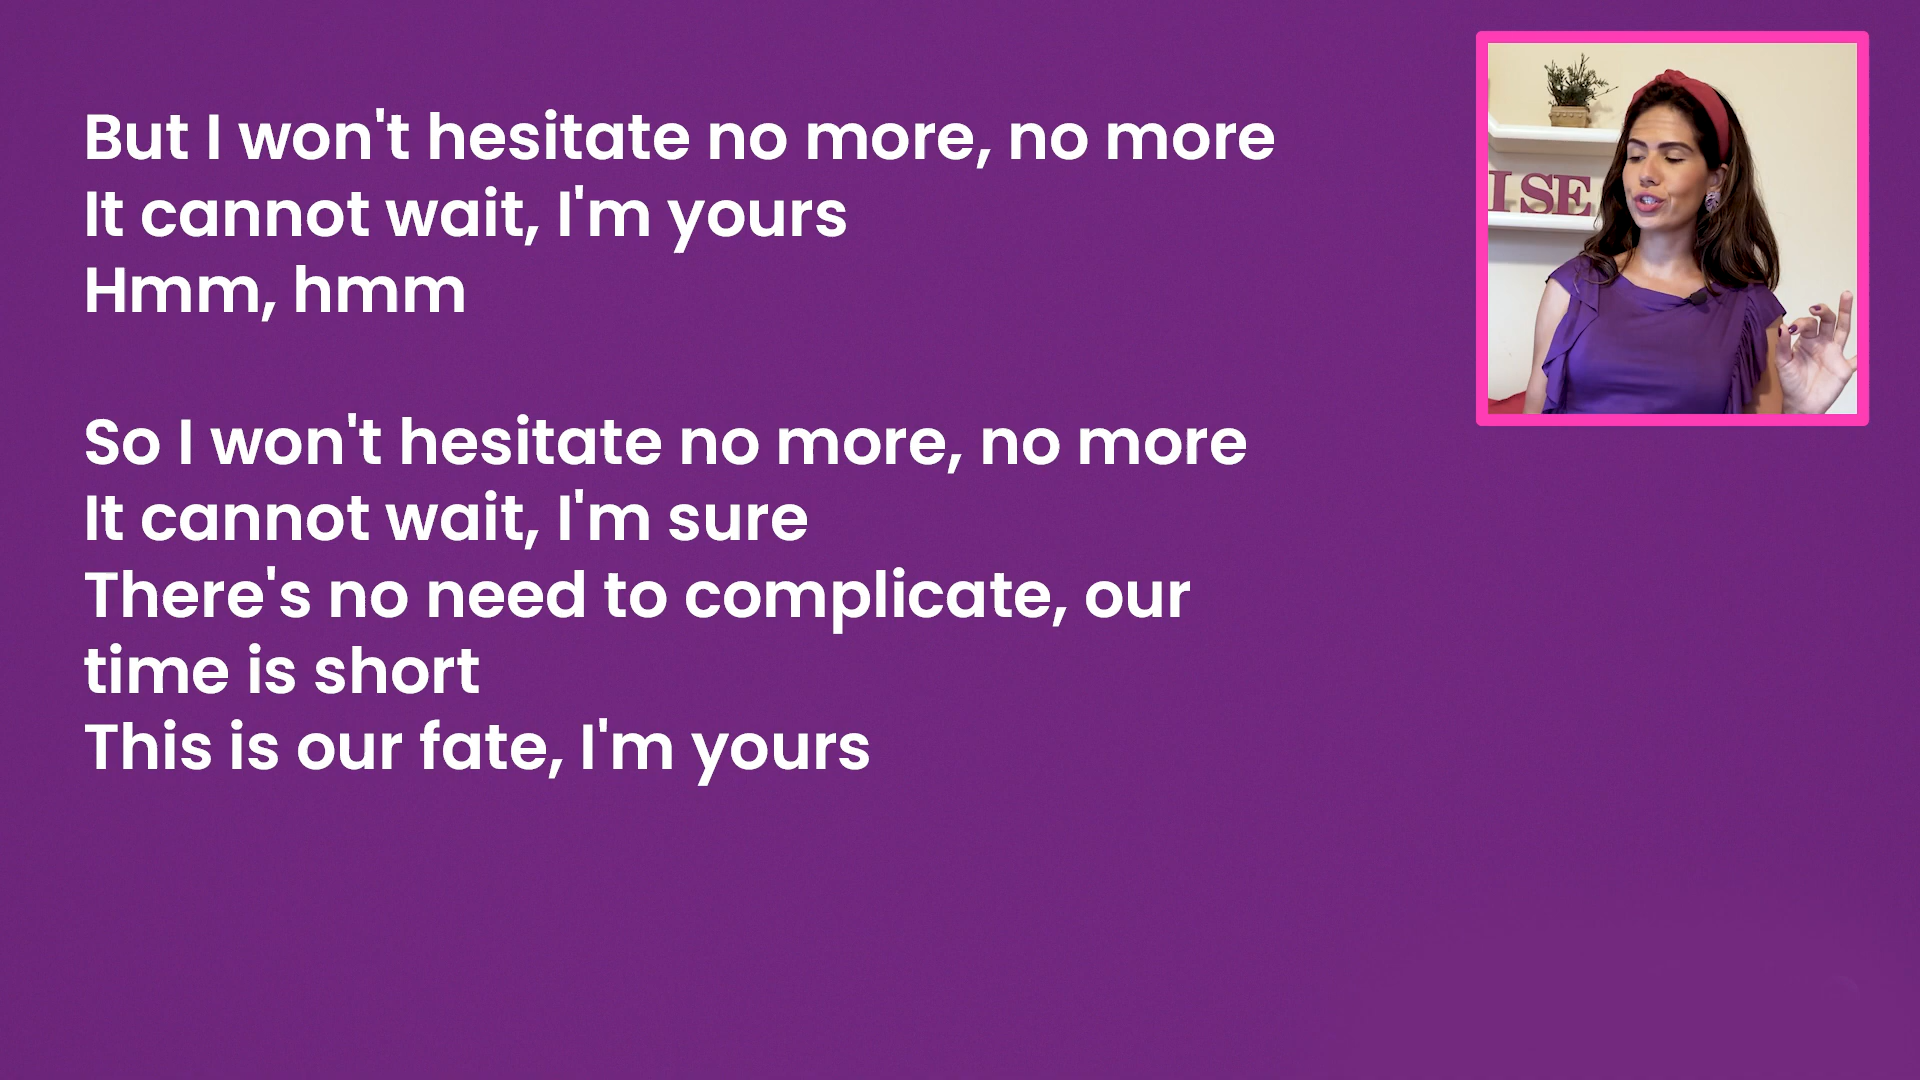 But I won't hesitate no more, no more
It cannot wait, I'm yours
Hmm, hmm
So I won't hesitate no more, no more
It cannot wait, I'm sure
There's no need to complicate, our
time is short
This is our fate, I'm yours
I SE